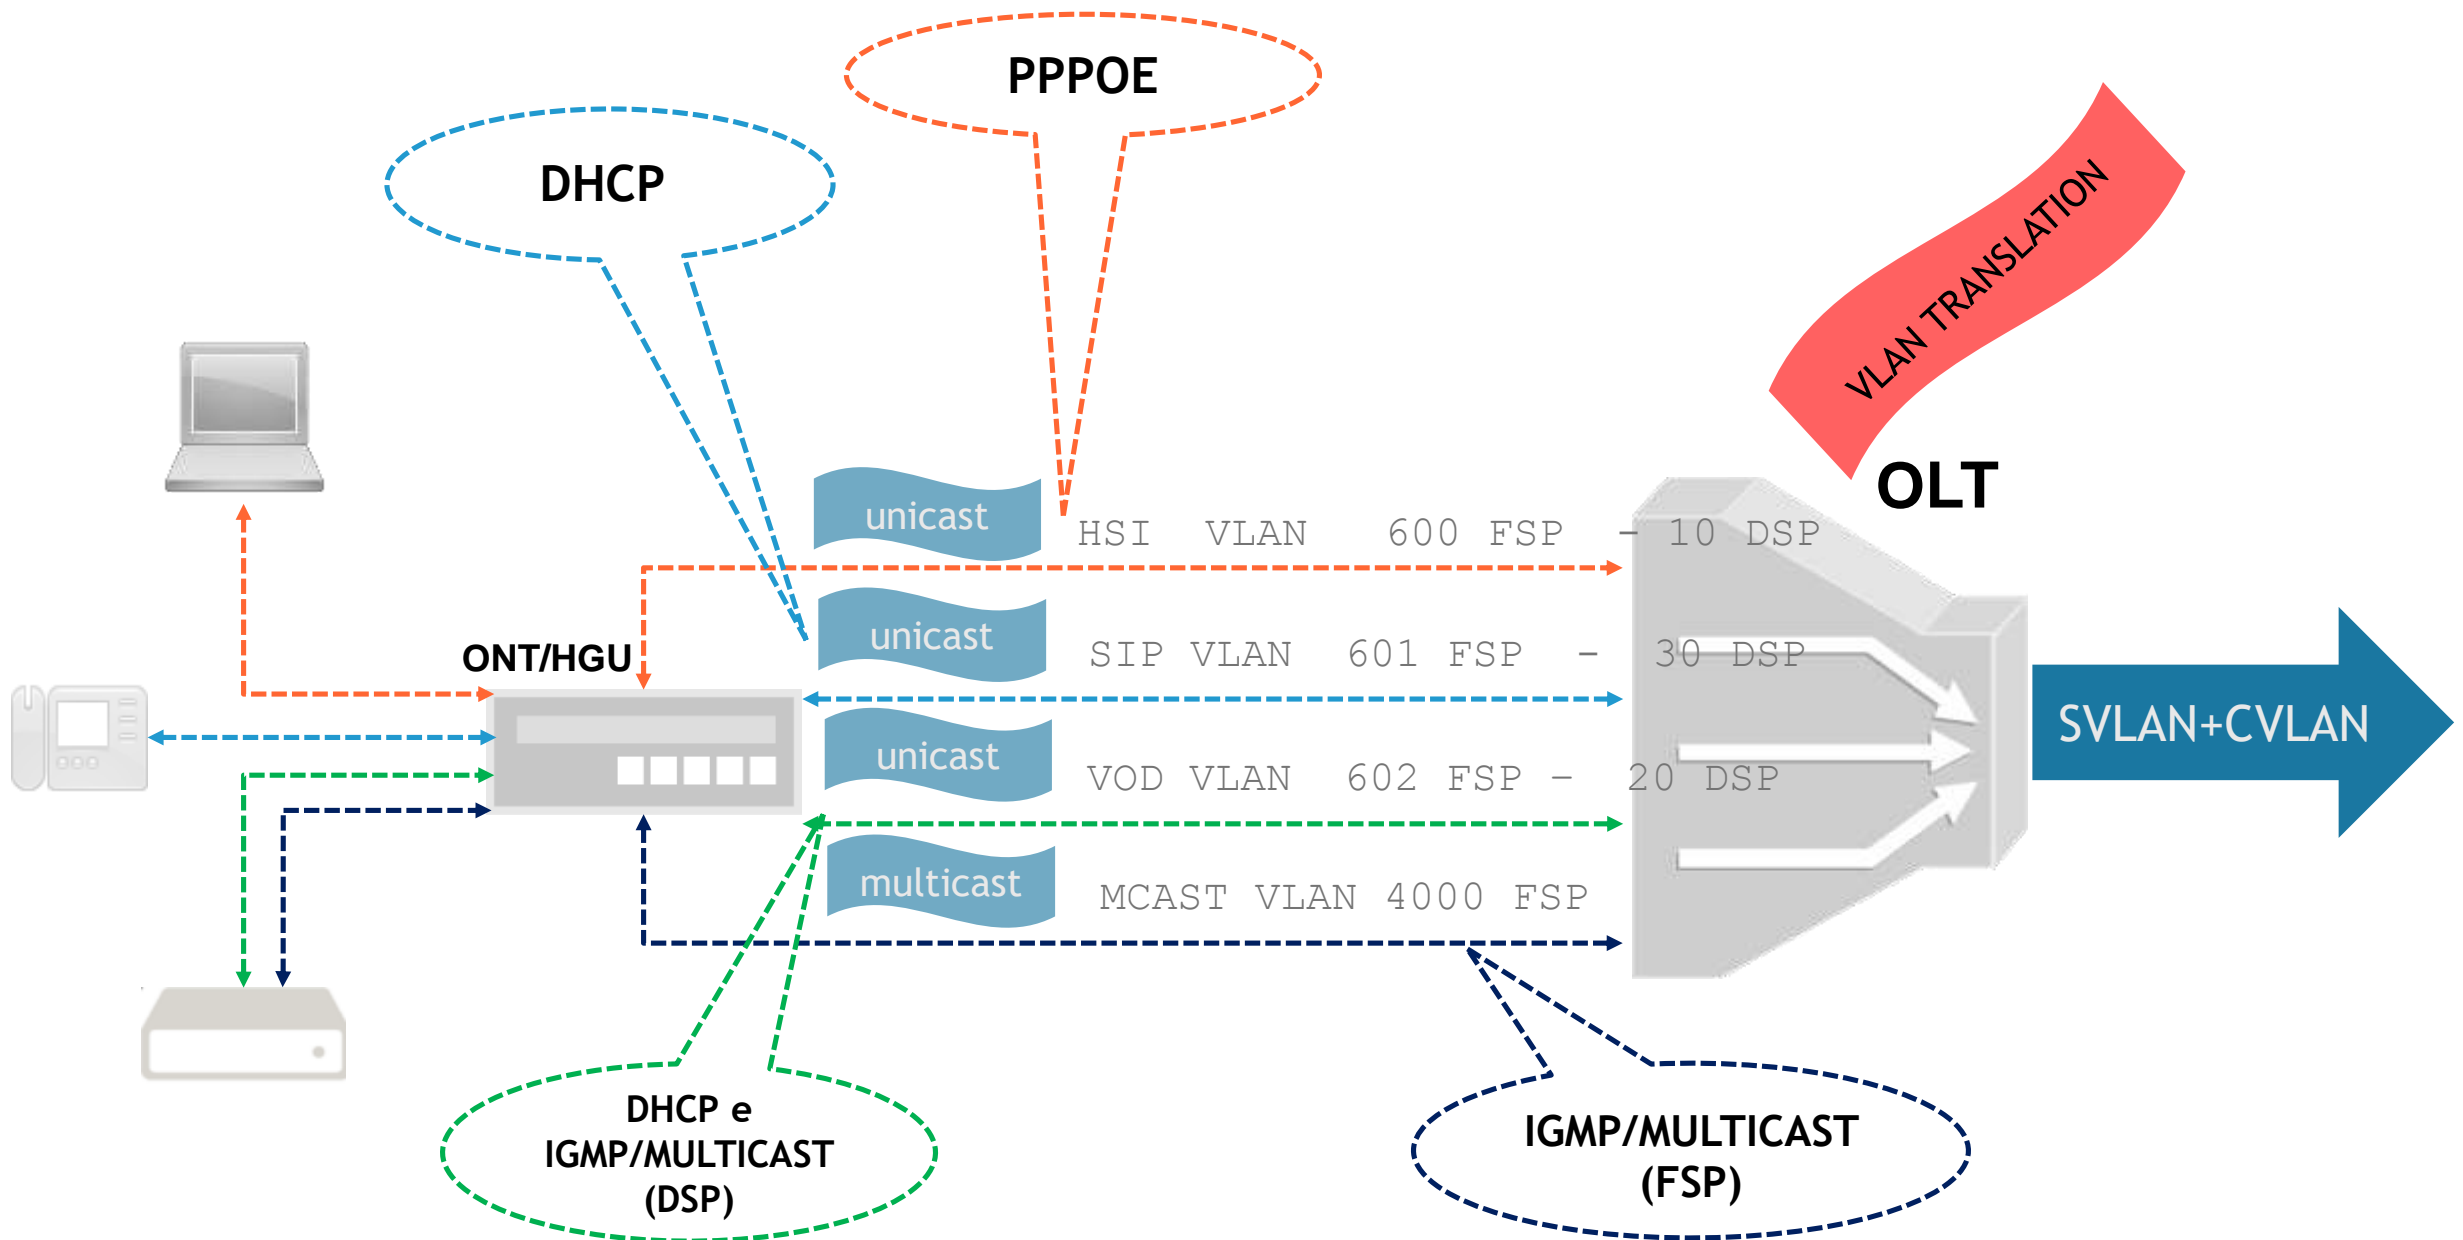 PPPOE
DHCP
VLAN TRANSLATION
OLT
unicast
HSI VLAN 600 FSP - 10 DSP
unicast
SIP VLAN 601 FSP - 30 DSP
ONT/HGU
SVLAN+CVLAN
unicast
VOD VLAN 602 FSP – 20 DSP
multicast
MCAST VLAN 4000 FSP
DHCP e
IGMP/MULTICAST
(DSP)
IGMP/MULTICAST
(FSP)